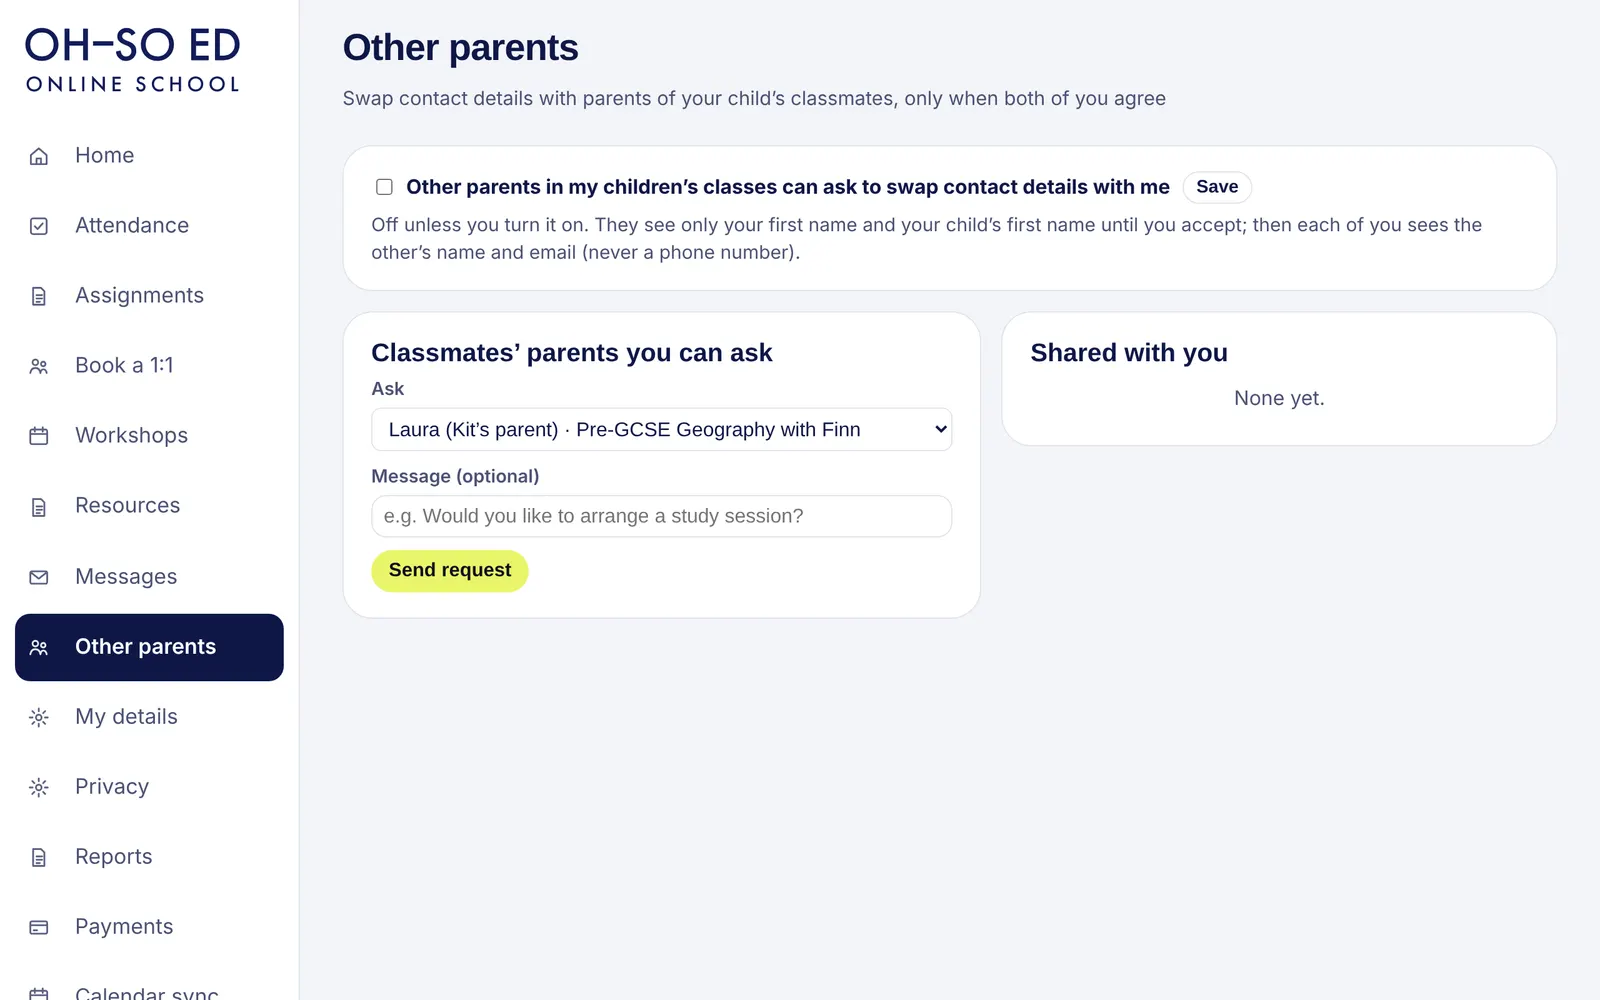 OH–SO ED
ONLINE SCHOOL
Home
Attendance
Assignments
Book a 1:1
Workshops
Resources
Messages
Other parents
My details
Privacy
Reports
Payments
Calendar sync
Other parents
Swap contact details with parents of your child’s classmates, only when both of you agree
Other parents in my children’s classes can ask to swap contact details with me
Save
Off unless you turn it on. They see only your first name and your child’s first name until you accept; then each of you sees the
other’s name and email (never a phone number).
Classmates’ parents you can ask
Ask
Laura (Kit’s parent) · Pre-GCSE Geography with Finn
Message (optional)
e.g. Would you like to arrange a study session?
Send request
Shared with you
None yet.